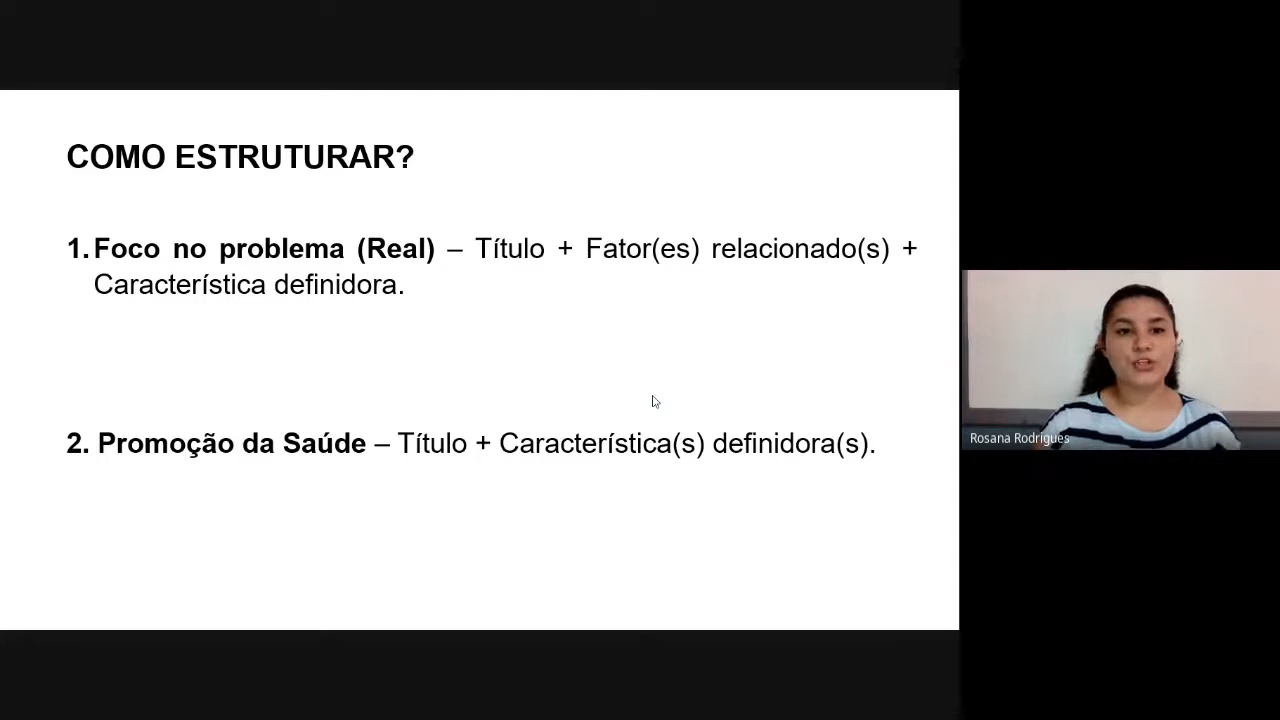 COMO ESTRUTURAR?
1. Foco no problema (Real) – Título + Fator(es) relacionado(s) +
Característica definidora.
2. Promoção da Saúde – Título + Característica(s) definidora(s).
Rosana Rodrigues